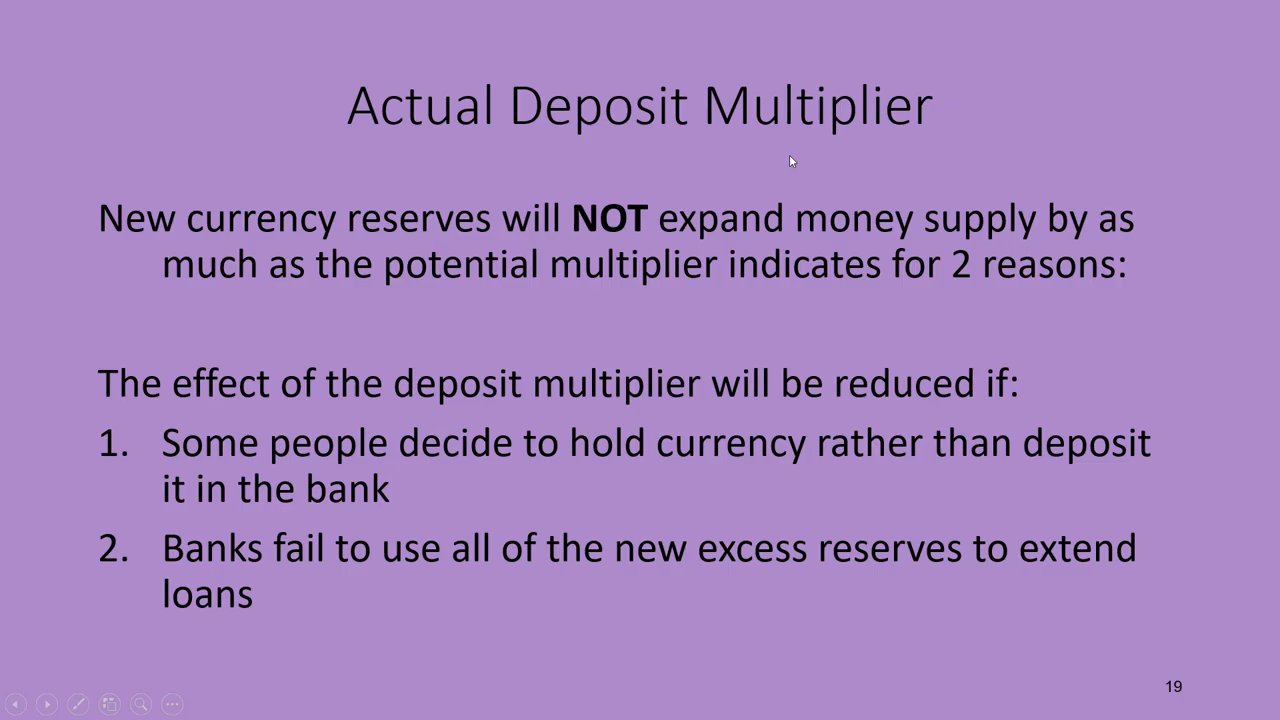 Actual Deposit Multiplier
New currency reserves will NOT expand money supply by as
much as the potential multiplier indicates for 2 reasons:
The effect of the deposit multiplier will be reduced if:
1. Some people decide to hold currency rather than deposit
it in the bank
2. Banks fail to use all of the new excess reserves to extend
loans
19